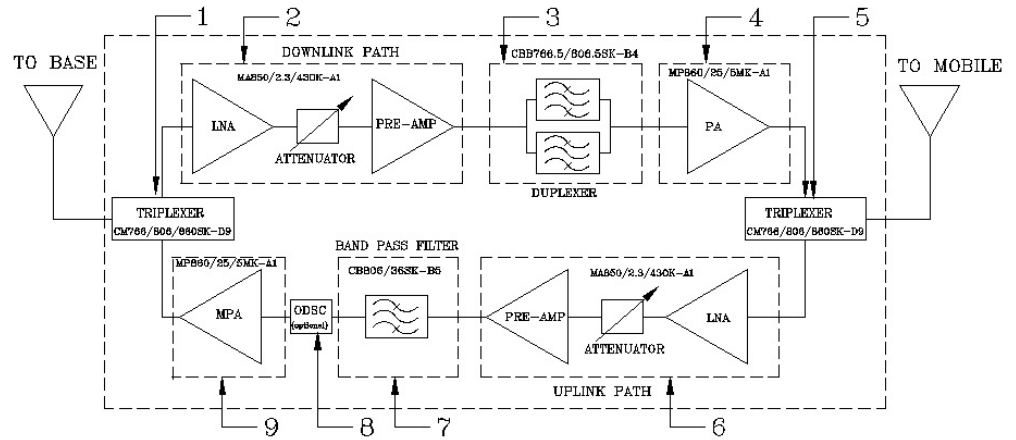 1
2
3
4
5
TO BASE
DOWNLINK PATH
CBB766.5/806.5SK-B4
MA850/2.3/430K-A1
MP860/25/5MK-A1
TO MOBILE
LNA
PRE-AMP
PA
ATTENUATOR
DUPLEXER
TRIPLEXER
CM766/806/860SK-D9
TRIPLEXER
CM766/806/860SK-D9
BAND PASS FILTER
MP860/25/5MK-A1
CB806/36SK-B5
MA850/2.3/430K-A1
MPA
ODSC
(optional)
PRE-AMP
LNA
ATTENUATOR
UPLINK PATH
9
8
7
6